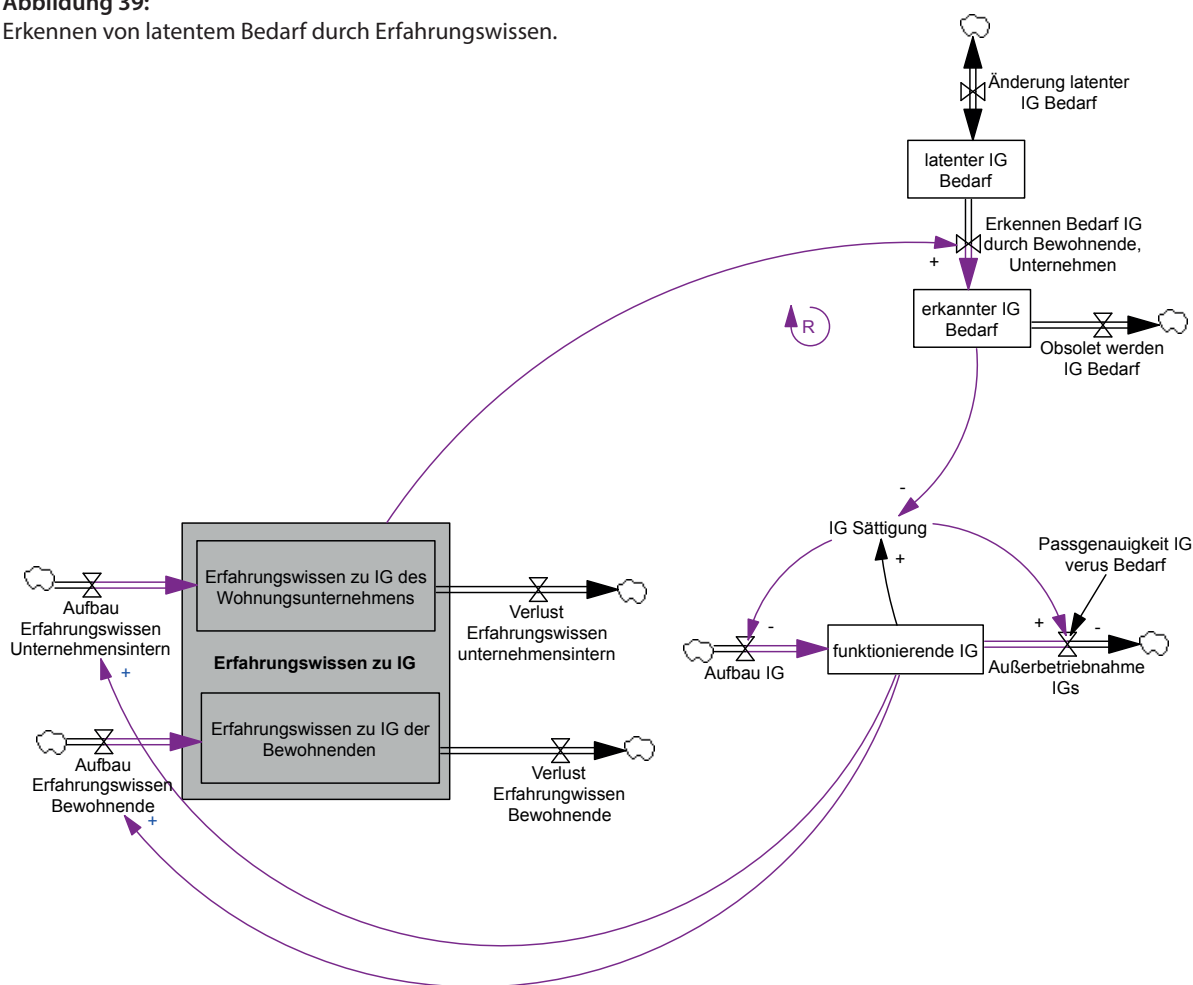 Abbildung 39:
Erkennen von latentem Bedarf durch Erfahrungswissen.
Änderung latenter
IG Bedarf
latenter IG
Bedarf
Erkennen Bedarf IG
durch Bewohnende,
Unternehmen
+
erkannter IG
Bedarf
R
Obsolet werden
IG Bedarf
-
IG Sättigung
+
Passgenauigkeit IG
verus Bedarf
Erfahrungswissen zu IG des
Wohnungsunternehmens
Aufbau
Erfahrungswissen
Unternehmensintern
+
Verlust
Erfahrungswissen
unternehmensintern
Erfahrungswissen zu IG
-
Aufbau IG
funktionierende IG
+
-
Außerbetriebnahme
IGs
Erfahrungswissen zu IG der
Bewohnenden
Aufbau
Erfahrungswissen
Bewohnende
+
Verlust
Erfahrungwissen
Bewohnende